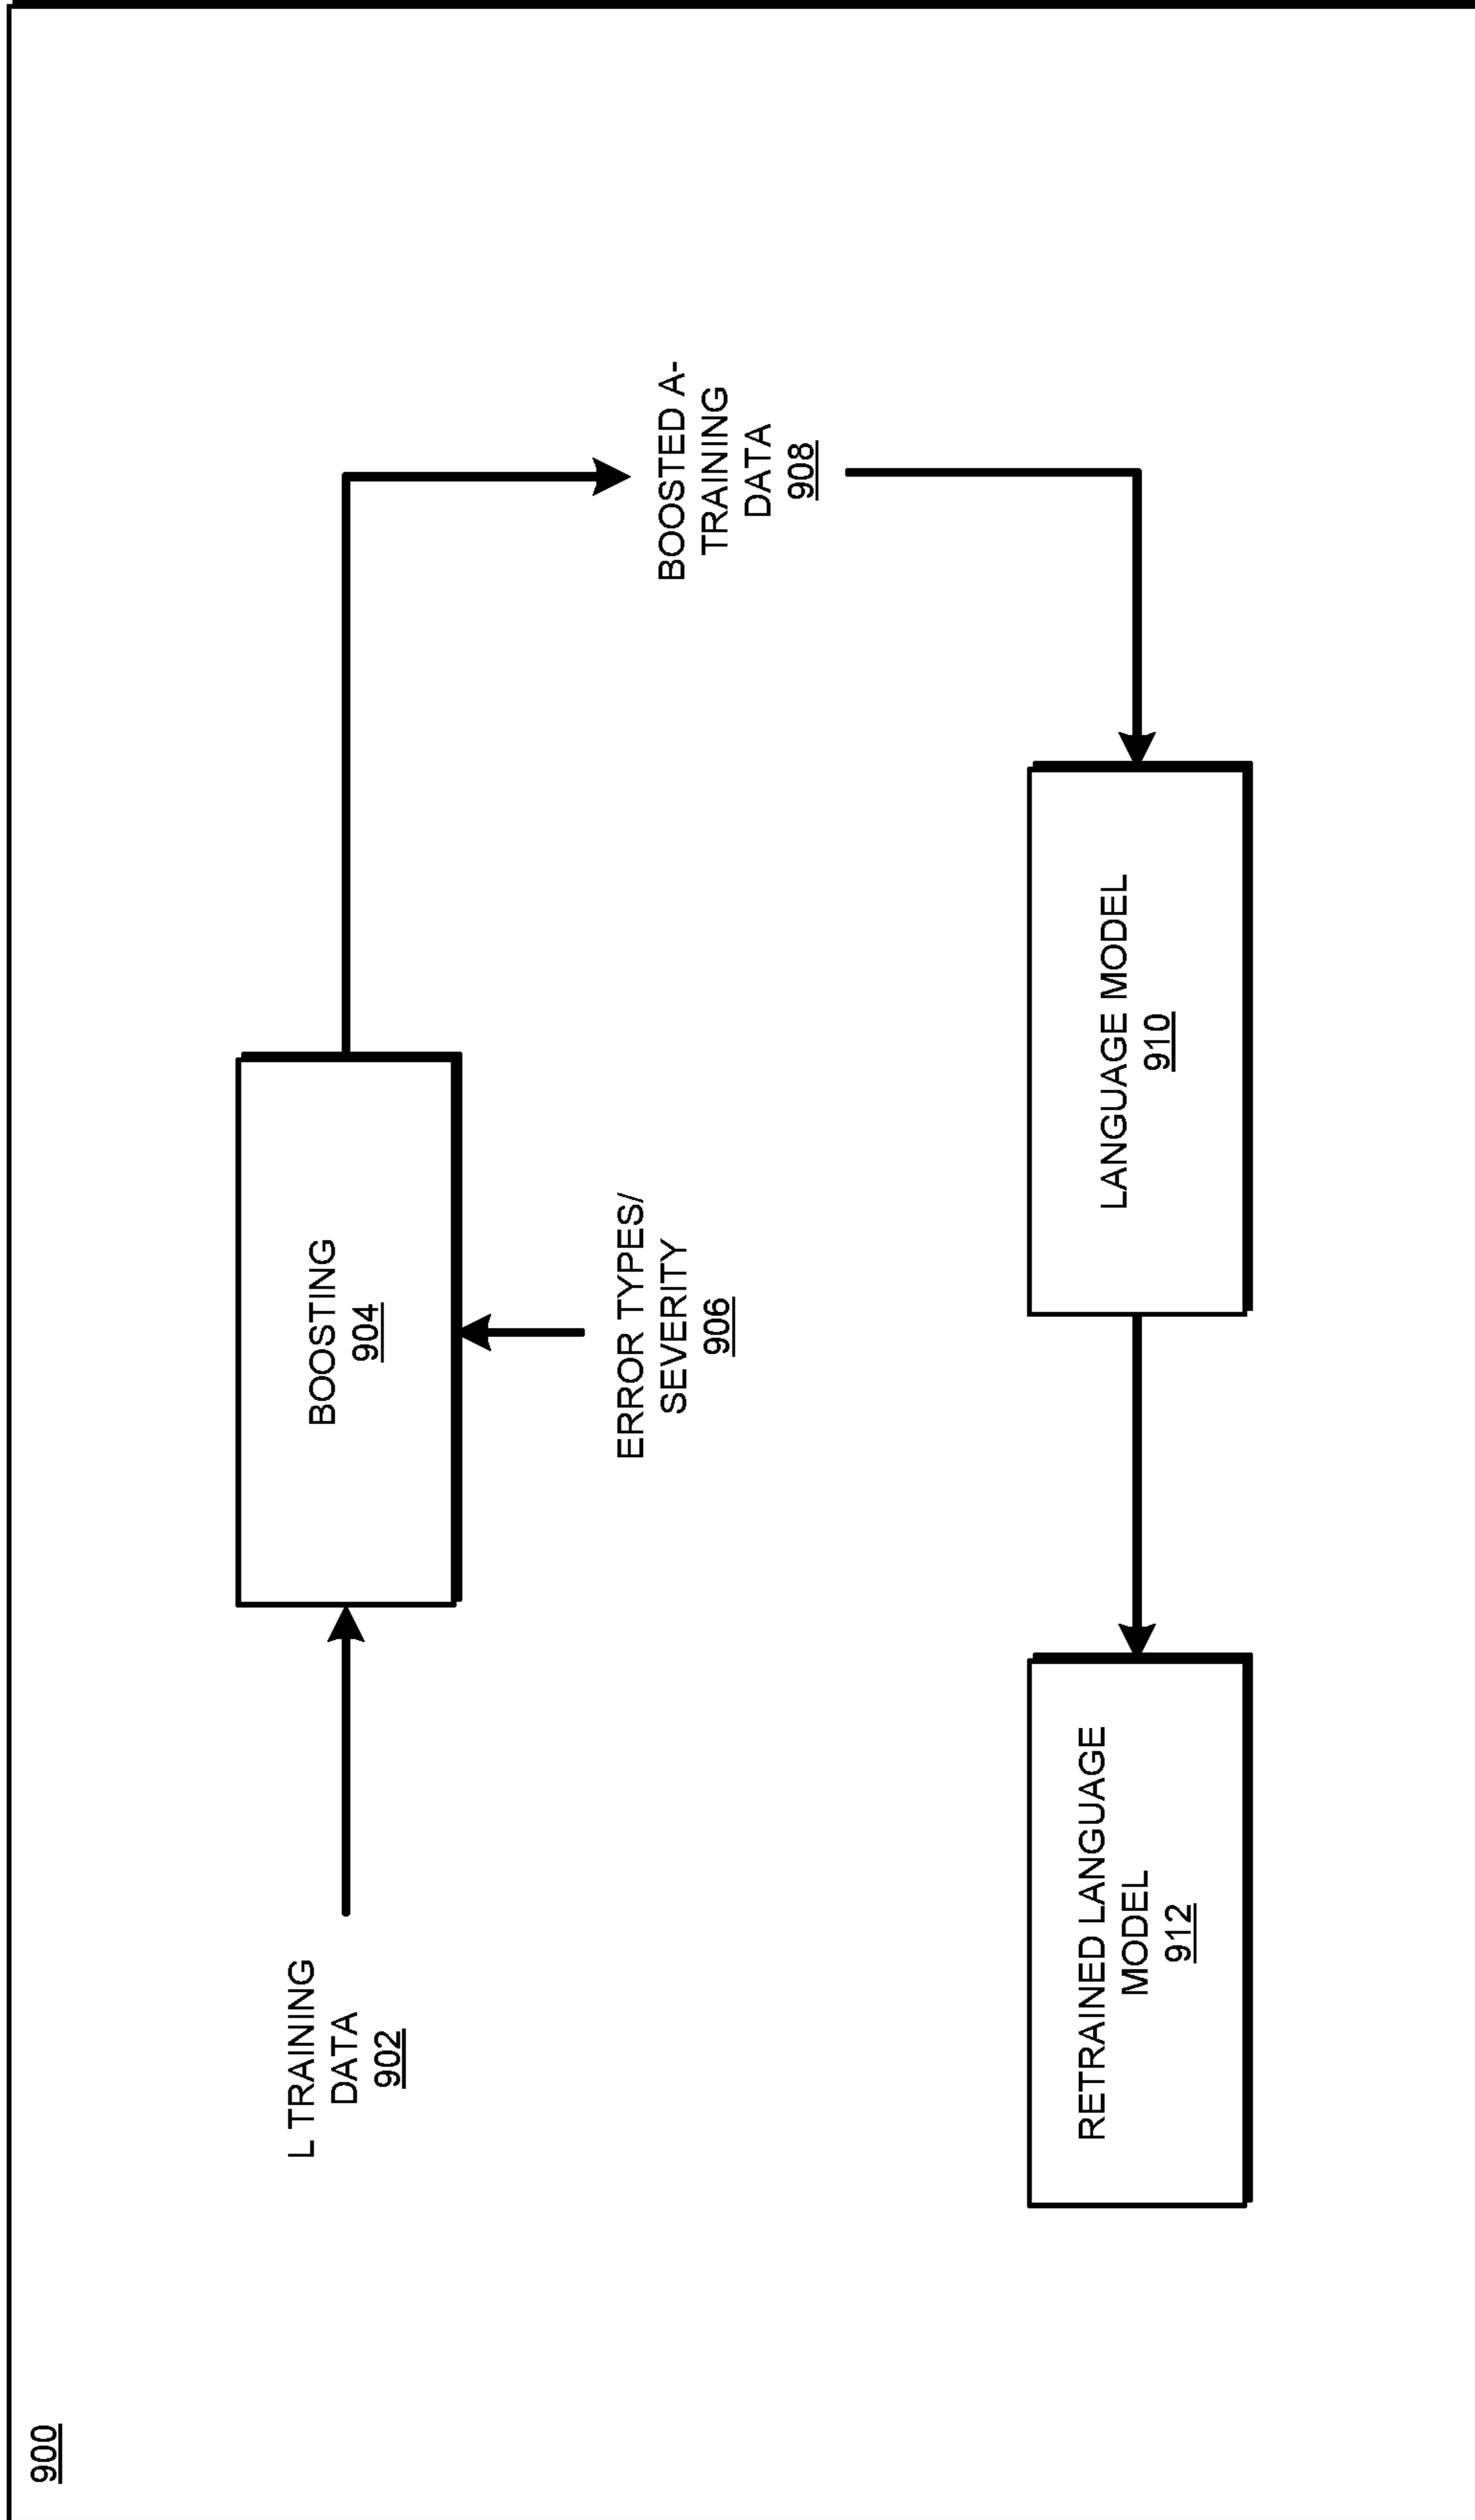 900
L TRAINING
DATA
902
BOOSTING
904
ERROR TYPES/
SEVERITY
906
BOOSTED A-
TRAINING
DATA
908
LANGUAGE MODEL
910
RETRAINED LANGUAGE
MODEL
912